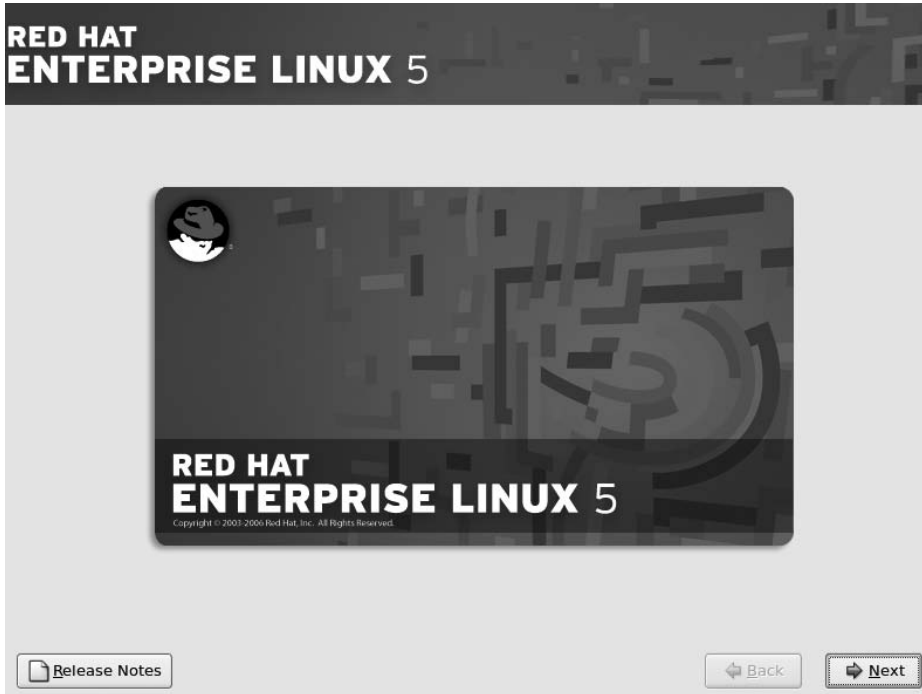 RED HAT
ENTERPRISE LINUX 5
RED HAT
ENTERPRISE LINUX 5
Copyright © 2003-2006 Red Hat, Inc. All Rights Reserved.
Release Notes
Back
Next